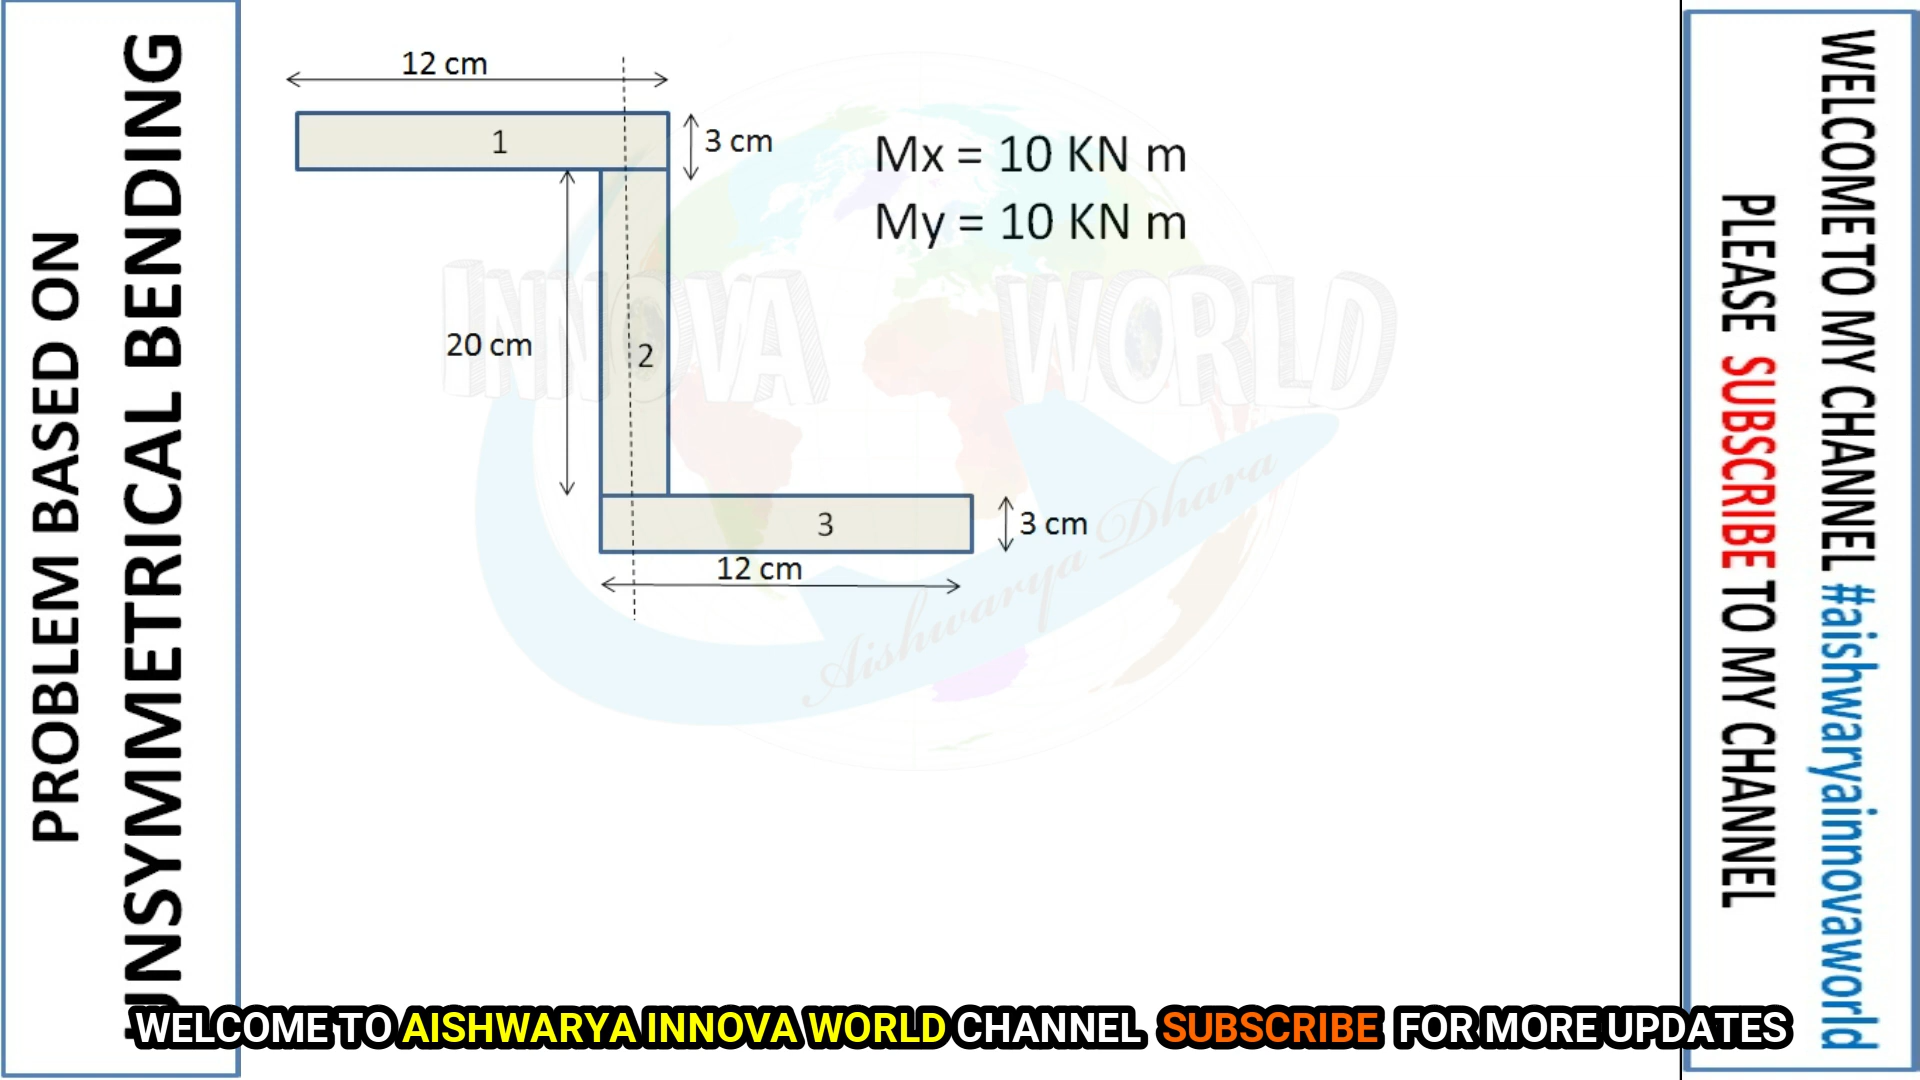 PROBLEM BASED ON
UNSYMMETRICAL BENDING
12 cm
1
3 cm
Mx = 10 KN m
My = 10 KN m
INNOVA WORLD
20 cm
2
3
3 cm
12 cm
Aishwarya Dhara
WELCOME TO MY CHANNEL #aishwaryainnovaworld
PLEASE SUBSCRIBE TO MY CHANNEL
WELCOME TO AISHWARYA INNOVA WORLD CHANNEL SUBSCRIBE FOR MORE UPDATES